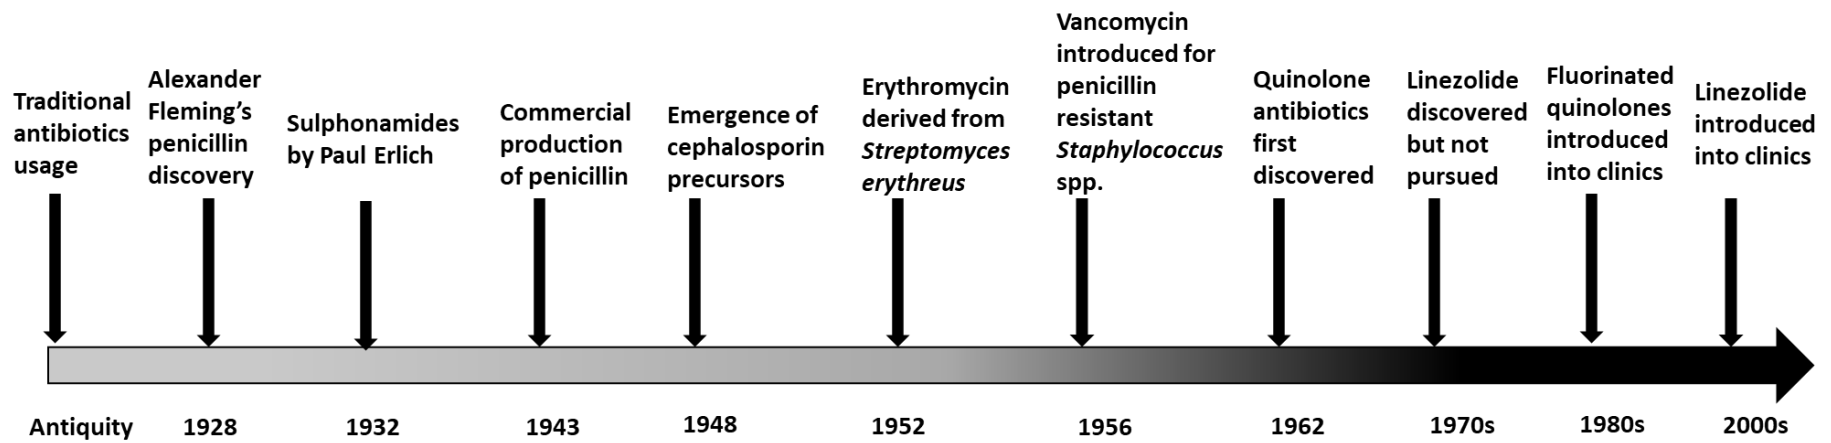 Traditional
antibiotics
usage
Alexander
Fleming's
penicillin
discovery
Sulphonamides
by Paul Erlich
Commercial
production
of penicillin
Emergence of
cephalosporin
precursors
Erythromycin
derived from
Streptomyces
erythreus
Vancomycin
introduced for
penicillin
resistant
Staphylococcus
spp.
Quinolone
antibiotics
first
discovered
Linezolide
discovered
but not
pursued
Fluorinated
quinolones
introduced
into clinics
Linezolide
introduced
into clinics
Antiquity
1928
1932
1943
1948
1952
1956
1962
1970s
1980s
2000s